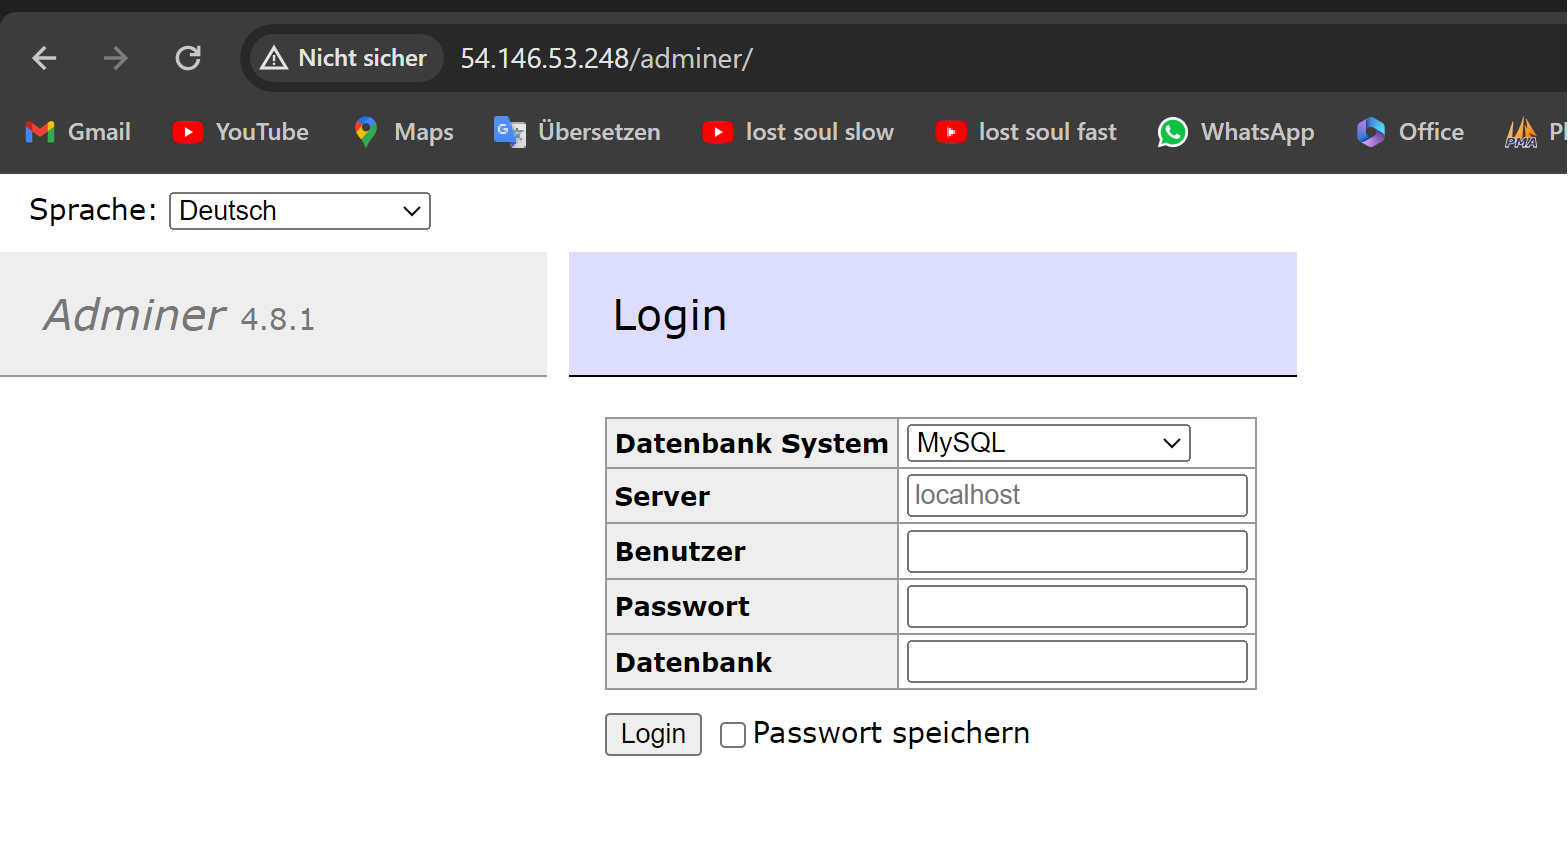 Nicht sicher 54.146.53.248/adminer/
Gmail YouTube Maps Übersetzen lost soul slow lost soul fast WhatsApp Office PMA
Sprache: Deutsch
Adminer 4.8.1
Login
Datenbank System MySQL
Server localhost
Benutzer
Passwort
Datenbank
Login Passwort speichern